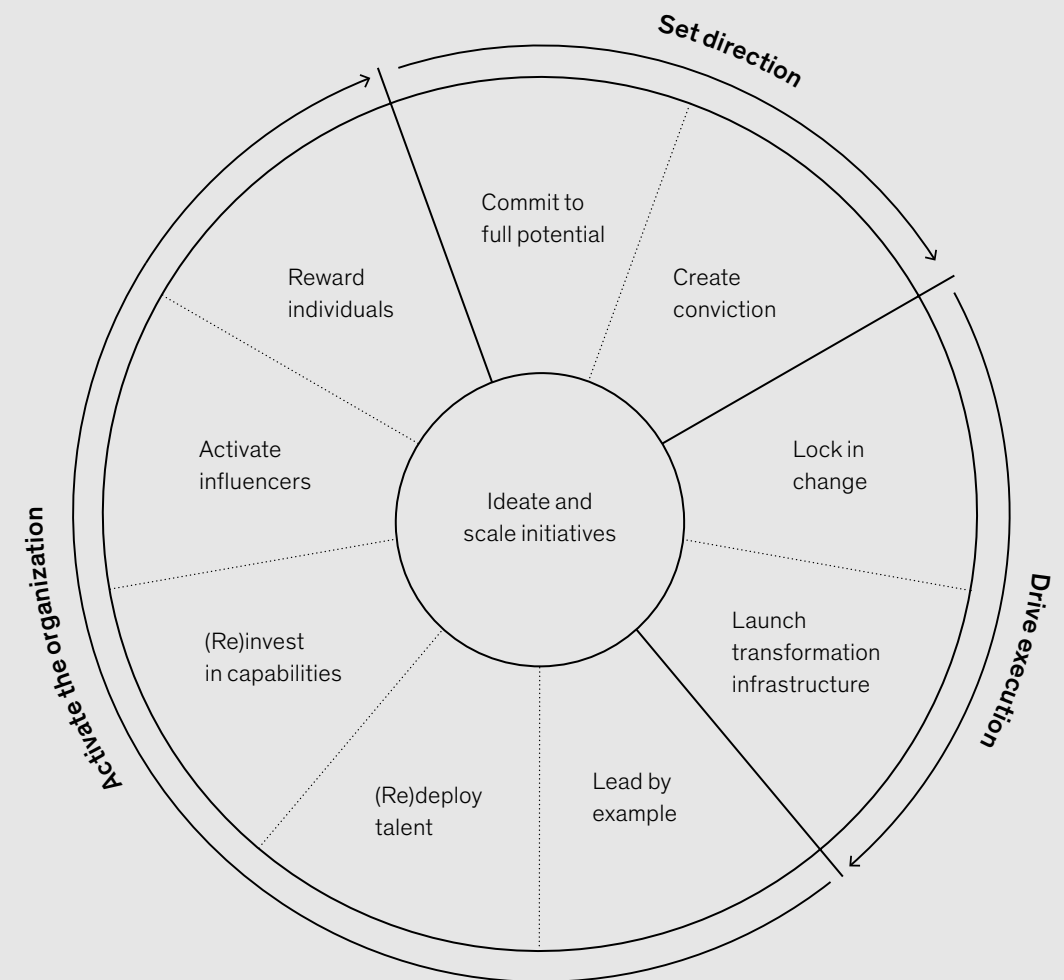 Set direction
Commit to
full potential
Create
conviction
Reward
individuals
Activate
influencers
Lock in
change
Ideate and
scale initiatives
Drive execution
Launch
transformation
infrastructure
Activate the organization
(Re)invest
in capabilities
(Re)deploy
talent
Lead by
example